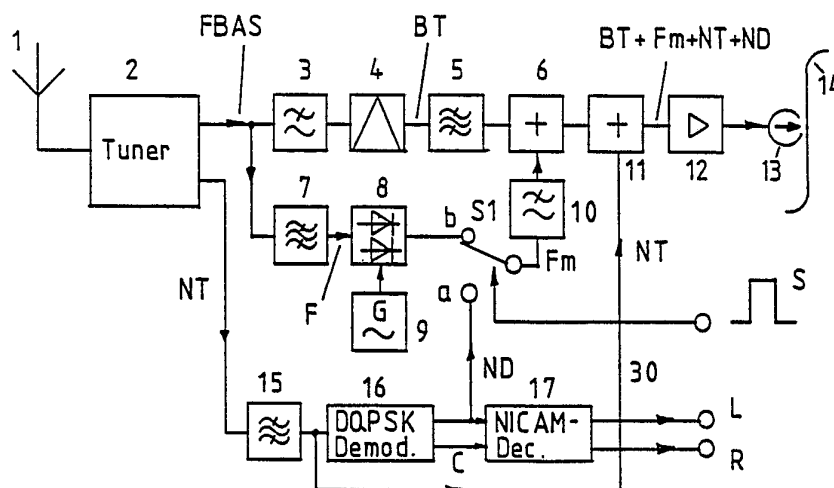 FBAS
BT
BT + Fm+NT+ND
1
2
3
4
5
6
14
Tuner
11
12
13
7
8
b
S1
10
NT
F
G
9
a
Fm
NT
S
ND
30
15
16
17
DQPSK
Demod.
C
NICAM-
Dec.
L
R